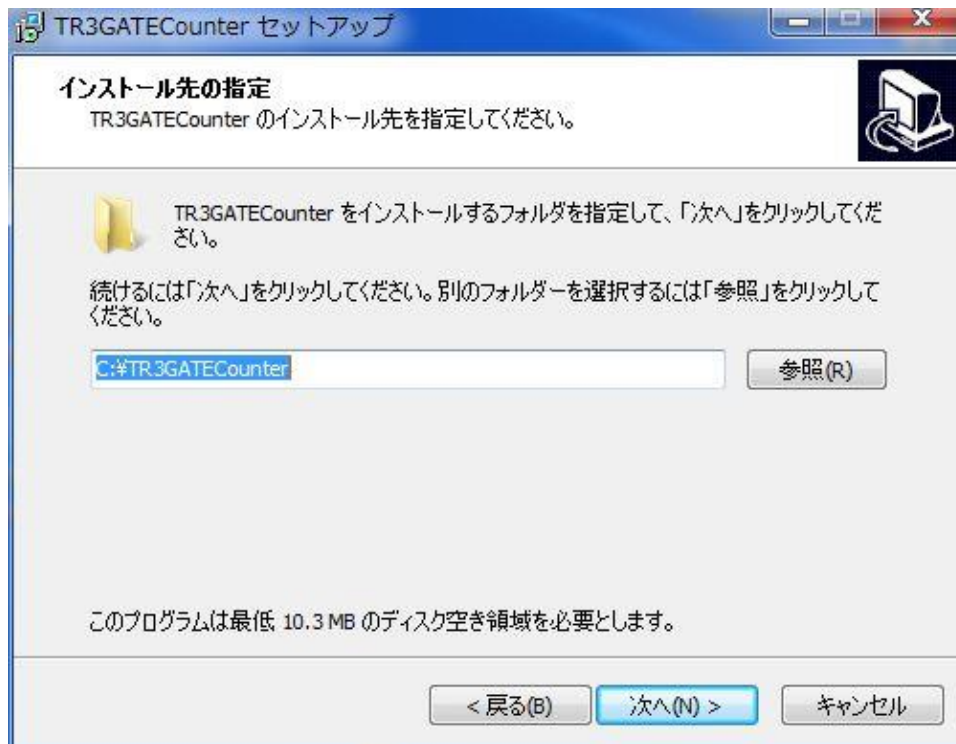 TR3GATECounter セットアップ
インストール先の指定
TR3GATECounter のインストール先を指定してください。
TR3GATECounter をインストールするフォルダを指定して、「次へ」をクリックしてくだ
さい。
続けるには「次へ」をクリックしてください。別のフォルダーを選択するには「参照」をクリックして
ください。
C:¥TR3GATECounter
参照(R)
このプログラムは最低 10.3 MB のディスク空き領域を必要とします。
< 戻る(B)
次へ(N) >
キャンセル